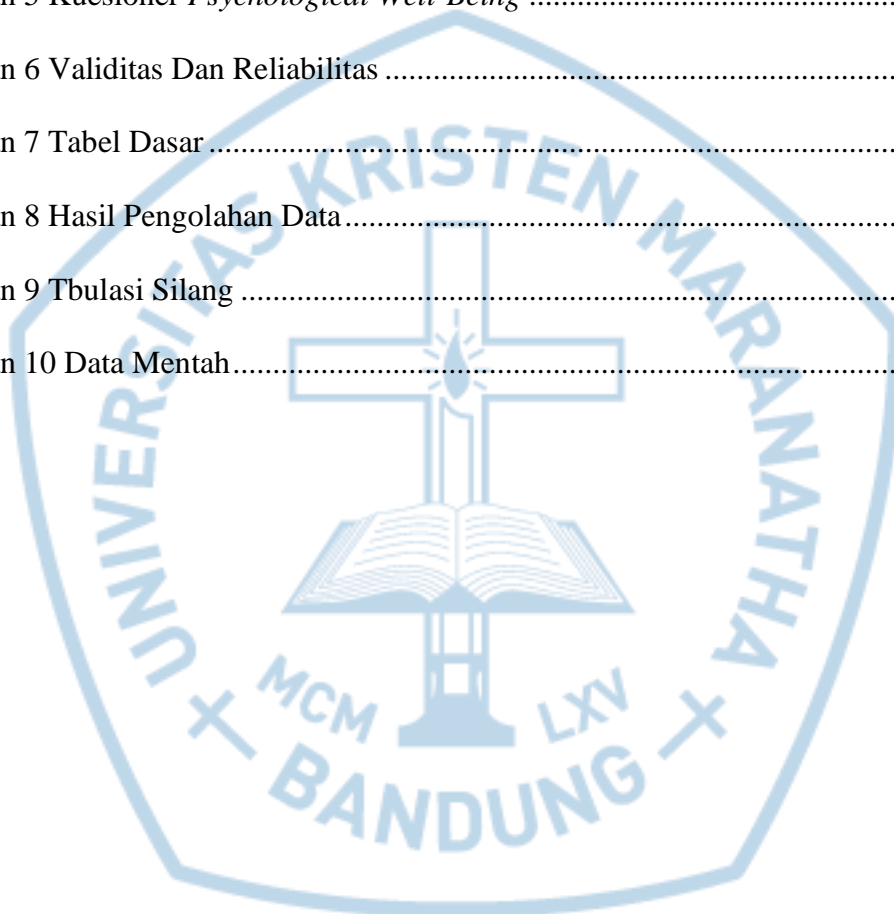 n 5 Kuesioner Psychological Well-Being ..............................................
n 6 Validitas Dan Reliabilitas ................................................................
n 7 Tabel Dasar ......................................................................................
n 8 Hasil Pengolahan Data .....................................................................
n 9 Tbulasi Silang ..................................................................................
n 10 Data Mentah ...................................................................................
UNIVERSITAS KRISTEN MARANATHA
MCM LXV
BANDUNG